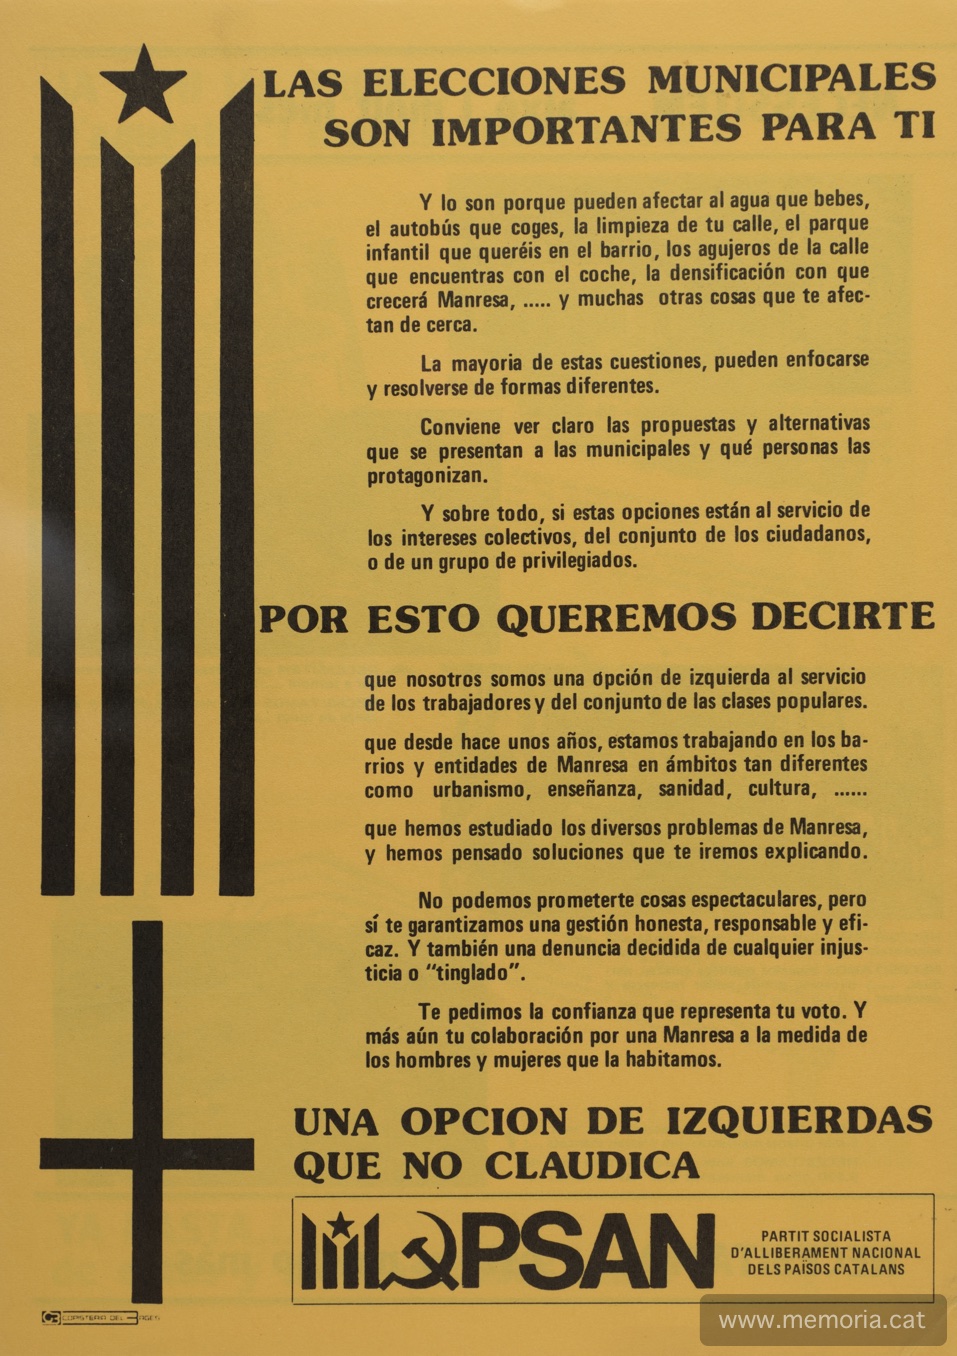 LAS ELECCIONES MUNICIPALES
SON IMPORTANTES PARA TI
Y lo son porque pueden afectar al agua que bebes,
el autobús que coges, la limpieza de tu calle, el parque
infantil que queréis en el barrio, los agujeros de la calle
que encuentras con el coche, la densificación con que
crecerá Manresa, ..... y muchas otras cosas que te afec-
tan de cerca.
La mayoria de estas cuestiones, pueden enfocarse
y resolverse de formas diferentes.
Conviene ver claro las propuestas y alternativas
que se presentan a las municipales y qué personas las
protagonizan.
Y sobre todo, si estas opciones están al servicio de
los intereses colectivos, del conjunto de los ciudadanos,
o de un grupo de privilegiados.
POR ESTO QUEREMOS DECIRTE
que nosotros somos una opción de izquierda al servicio
de los trabajadores y del conjunto de las clases populares.
que desde hace unos años, estamos trabajando en los ba-
rrios y entidades de Manresa en ámbitos tan diferentes
como urbanismo, enseñanza, sanidad, cultura, ......
que hemos estudiado los diversos problemas de Manresa,
y hemos pensado soluciones que te iremos explicando.
No podemos prometerte cosas espectaculares, pero
sí te garantizamos una gestión honesta, responsable y efi-
caz. Y también una denuncia decidida de cualquier injus-
ticia o "tinglado".
Te pedimos la confianza que representa tu voto. Y
más aún tu colaboración por una Manresa a la medida de
los hombres y mujeres que la habitamos.
UNA OPCION DE IZQUIERDAS
QUE NO CLAUDICA
PSAN
PARTIT SOCIALISTA
D'ALLIBERAMENT NACIONAL
DELS PAÏSOS CATALANS
COPISTERIA DEL BAGES
www.memoria.cat